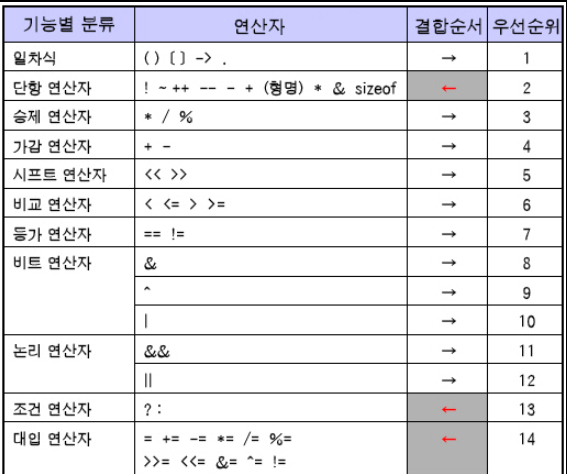 기능별 분류 연산자 결합순서 우선순위
일차식 ( ) [ ] -> . → 1
단항 연산자 ! ~ ++ -- - + (형명) * & sizeof ← 2
승제 연산자 * / % → 3
가감 연산자 + - → 4
시프트 연산자 << >> → 5
비교 연산자 < <= > >= → 6
등가 연산자 == != → 7
비트 연산자 & → 8
^ → 9
| → 10
논리 연산자 && → 11
|| → 12
조건 연산자 ? : ← 13
대입 연산자 = += -= *= /= %= ← 14
>>= <<= &= ^= !=